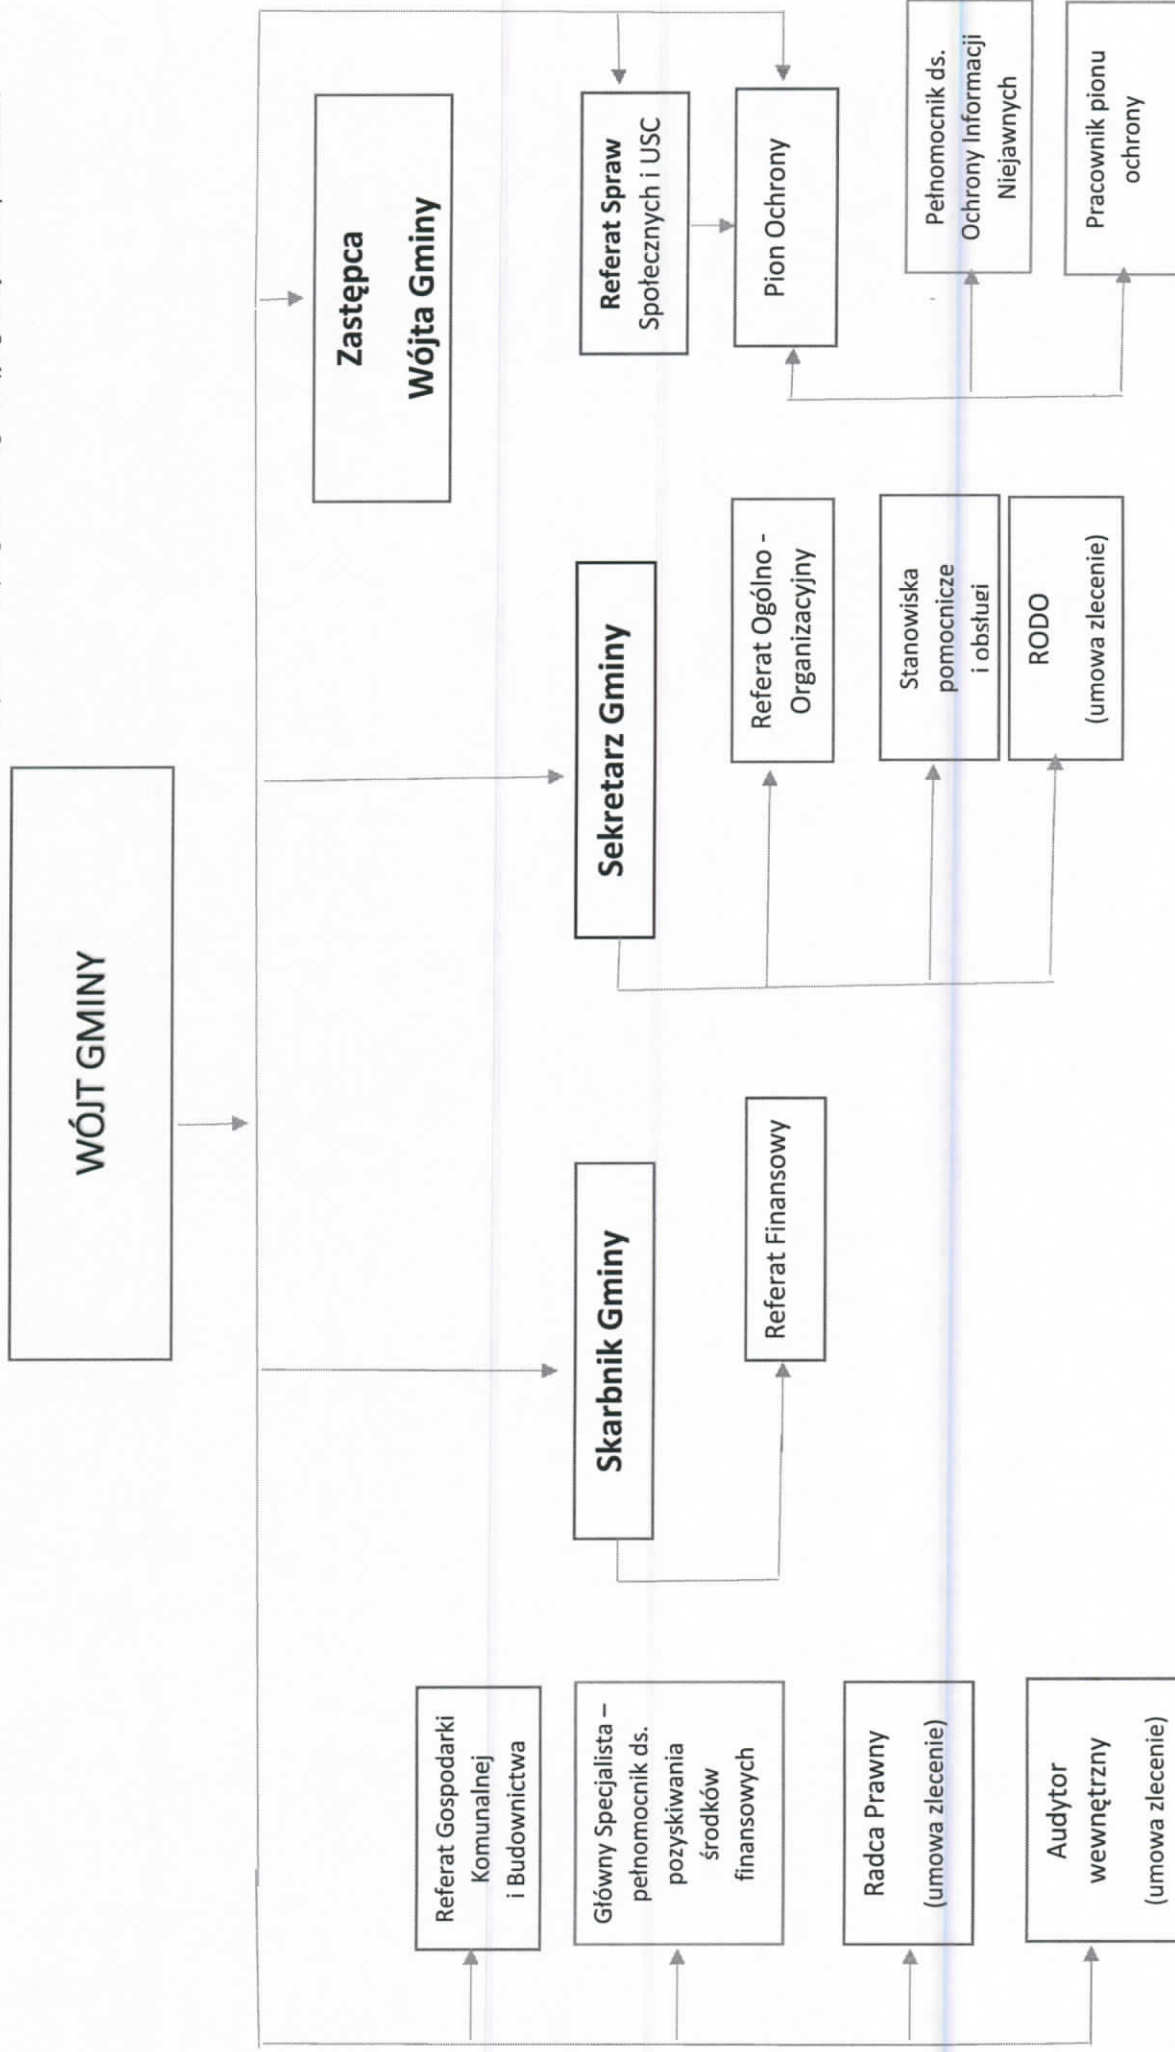 WÓJT GMINY
Zastępca
Wójta Gminy
Referat Gospodarki
Komunalnej
i Budownictwa
Główny Specjalista –
pełnomocnik ds.
pozyskiwania
środków
finansowych
Radca Prawny
(umowa zlecenie)
Audytor
wewnętrzny
(umowa zlecenie)
Skarbnik Gminy
Referat Finansowy
Sekretarz Gminy
Referat Ogólno -
Organizacyjny
Stanowiska
pomocnicze
i obsługi
RODO
(umowa zlecenie)
Referat Spraw
Społecznych i USC
Pion Ochrony
Pełnomocnik ds.
Ochrony Informacji
Niejawnych
Pracownik pionu
ochrony